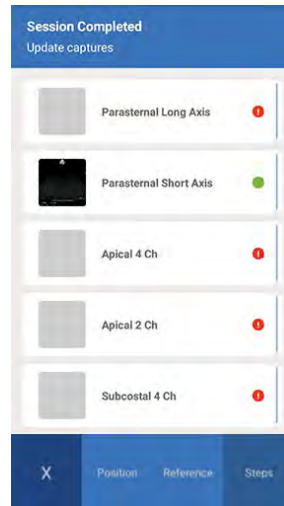 Session Completed
Update captures
Parasternal Long Axis
Parasternal Short Axis
Apical 4 Ch
Apical 2 Ch
Subcostal 4 Ch
X Position Reference Steps